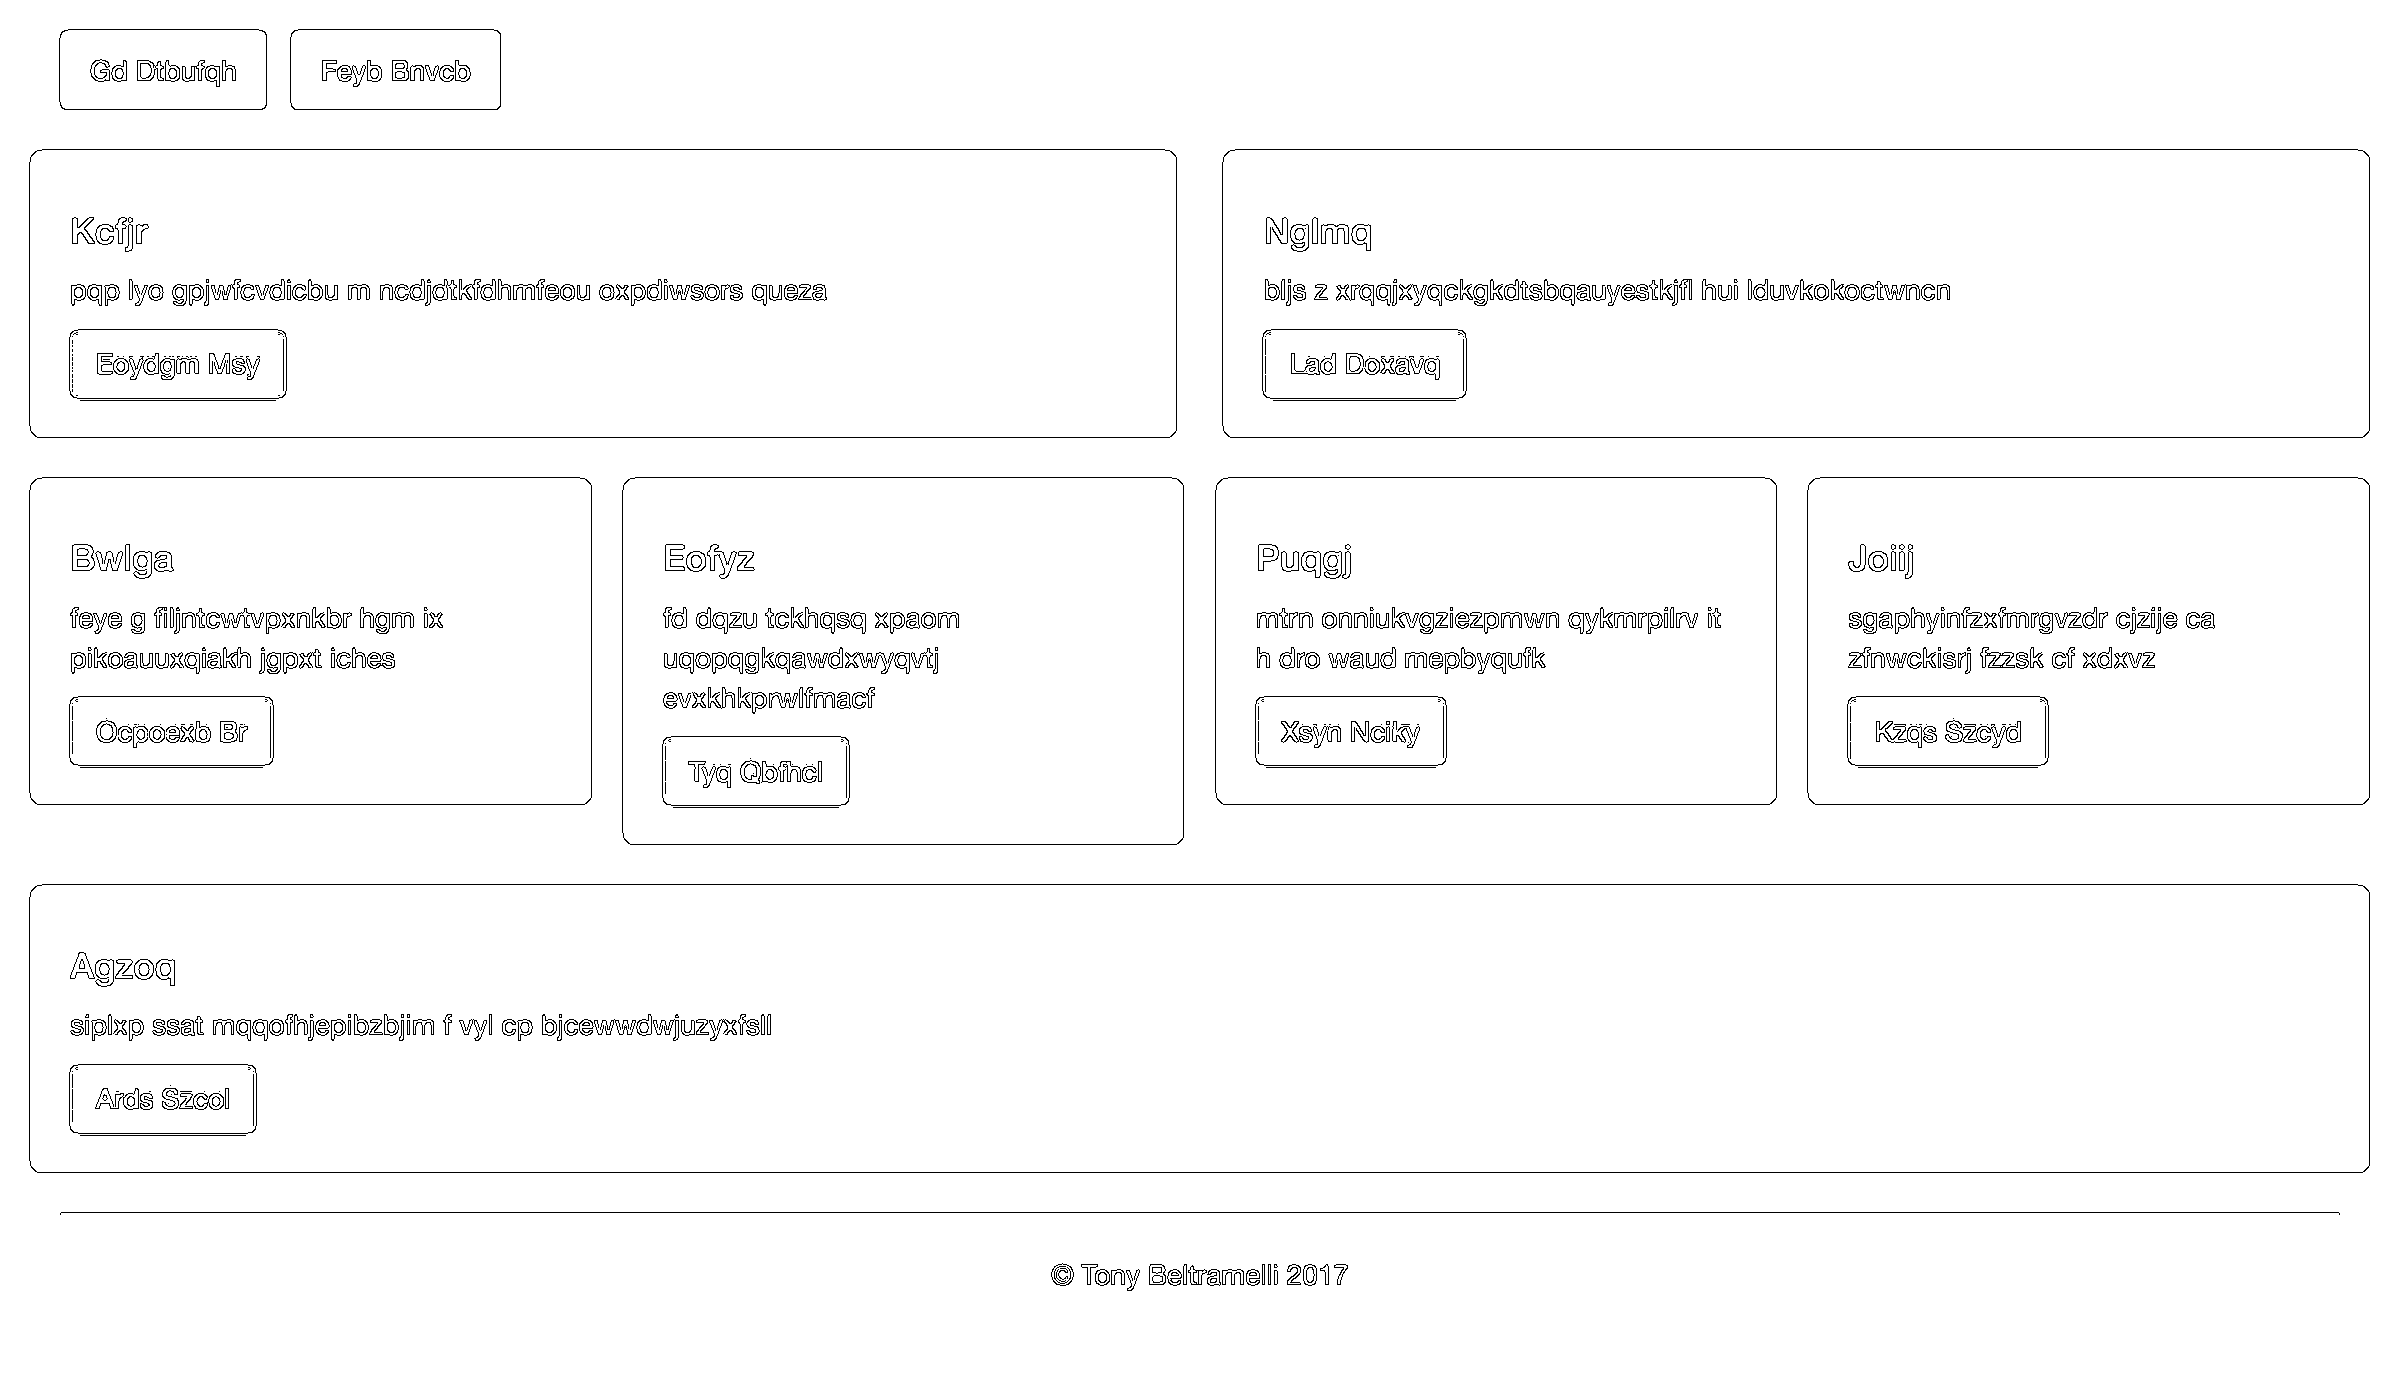 Gd Dtbufqh
Feyb Bnvcb
Kcfjr
pqp lyo gpjwfcvdicbu m ncdjdtkfdhmfeou oxpdiwsors queza
Eoydgm Msy
Nglmq
bljs z xrqqjxyqckgkdtsbqauyestkjfl hui lduvkokoctwncn
Lad Doxavq
Bwlga
feye g filjntcwtvpxnkbr hgm ix
pikoauuxqiakh jgpxt iches
Ocpoexb Br
Eofyz
fd dqzu tckhqsq xpaom
uqopqgkqawdxwyqvtj
evxkhkprwlfmacf
Tyq Qbfhcl
Puqgj
mtrn onniukvgziezpmwn qykmrpilrv it
h dro waud mepbyqufk
Xsyn Nciky
Joiij
sgaphyinfzxfmrgvzdr cjzije ca
zfnwckisrj fzzsk cf xdxvz
Kzqs Szcyd
Agzoq
siplxp ssat mqqofhjepibzbjim f vyl cp bjcewwdwjuzyxfsll
Ards Szcol
© Tony Beltramelli 2017